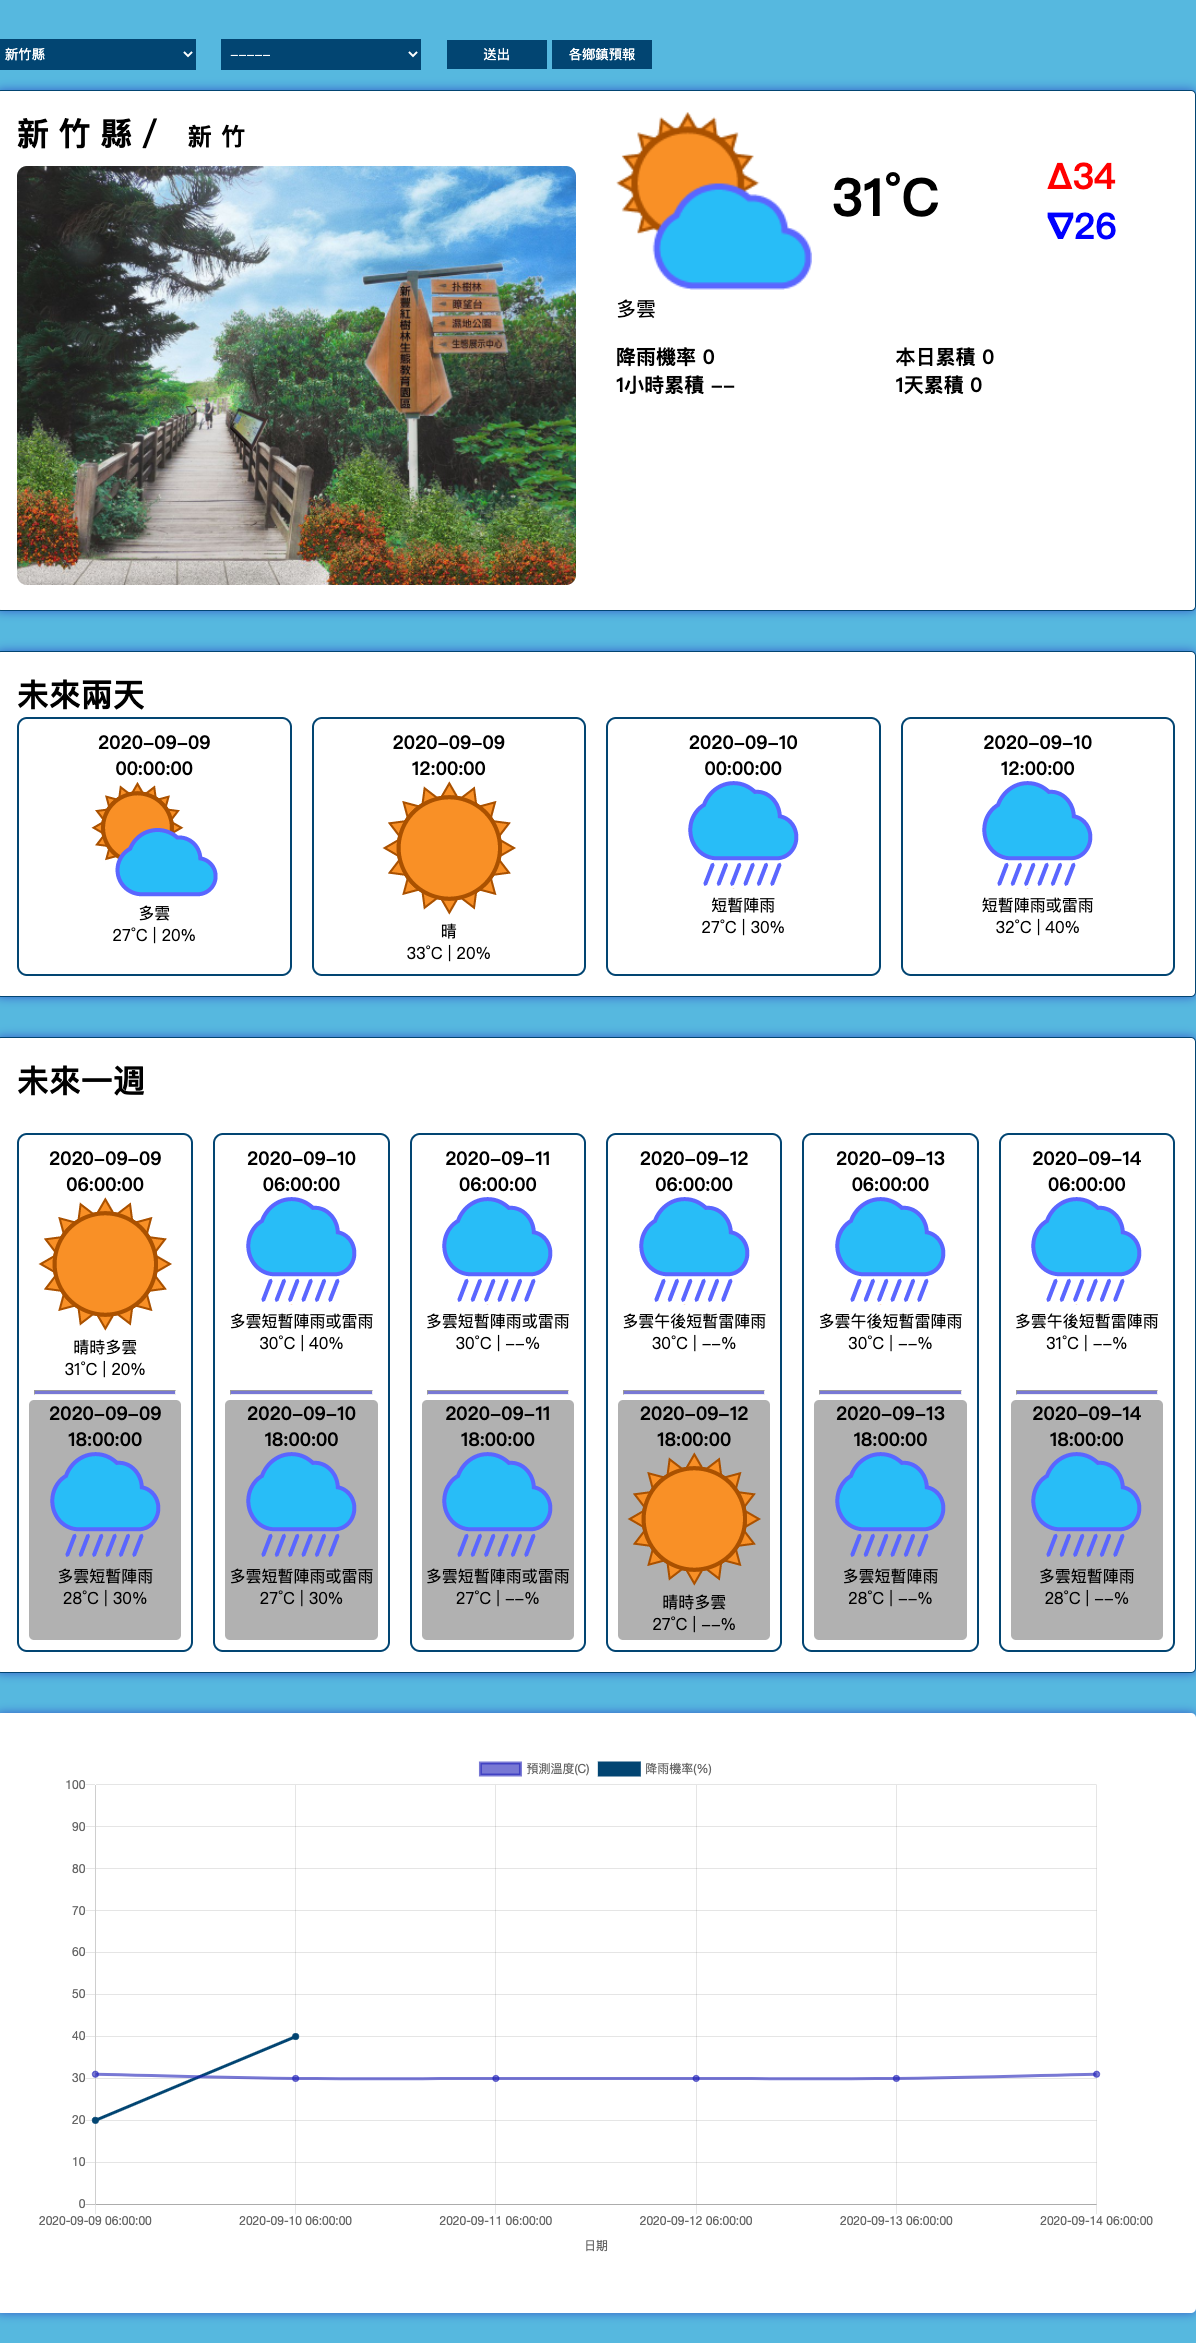 新竹縣
-----
送出
各鄉鎮預報
新竹縣/ 新竹
新豐紅樹林生態教育園區
扑樹林
瞭望台
濕地公園
生態展示中心
31°C
Δ34
∇26
多雲
降雨機率 0
本日累積 0
1小時累積 --
1天累積 0
未來兩天
2020-09-09
00:00:00
多雲
27°C | 20%
2020-09-09
12:00:00
晴
33°C | 20%
2020-09-10
00:00:00
短暫陣雨
27°C | 30%
2020-09-10
12:00:00
短暫陣雨或雷雨
32°C | 40%
未來一週
2020-09-09
06:00:00
晴時多雲
31°C | 20%
2020-09-09
18:00:00
多雲短暫陣雨
28°C | 30%
2020-09-10
06:00:00
多雲短暫陣雨或雷雨
30°C | 40%
2020-09-10
18:00:00
多雲短暫陣雨或雷雨
27°C | 30%
2020-09-11
06:00:00
多雲短暫陣雨或雷雨
30°C | --%
2020-09-11
18:00:00
多雲短暫陣雨或雷雨
27°C | --%
2020-09-12
06:00:00
多雲午後短暫雷陣雨
30°C | --%
2020-09-12
18:00:00
晴時多雲
27°C | --%
2020-09-13
06:00:00
多雲午後短暫雷陣雨
30°C | --%
2020-09-13
18:00:00
多雲短暫陣雨
28°C | --%
2020-09-14
06:00:00
多雲午後短暫雷陣雨
31°C | --%
2020-09-14
18:00:00
多雲短暫陣雨
28°C | --%
預測溫度(C)
降雨機率(%)
100
90
80
70
60
50
40
30
20
10
0
2020-09-09 06:00:00
2020-09-10 06:00:00
2020-09-11 06:00:00
2020-09-12 06:00:00
2020-09-13 06:00:00
2020-09-14 06:00:00
日期